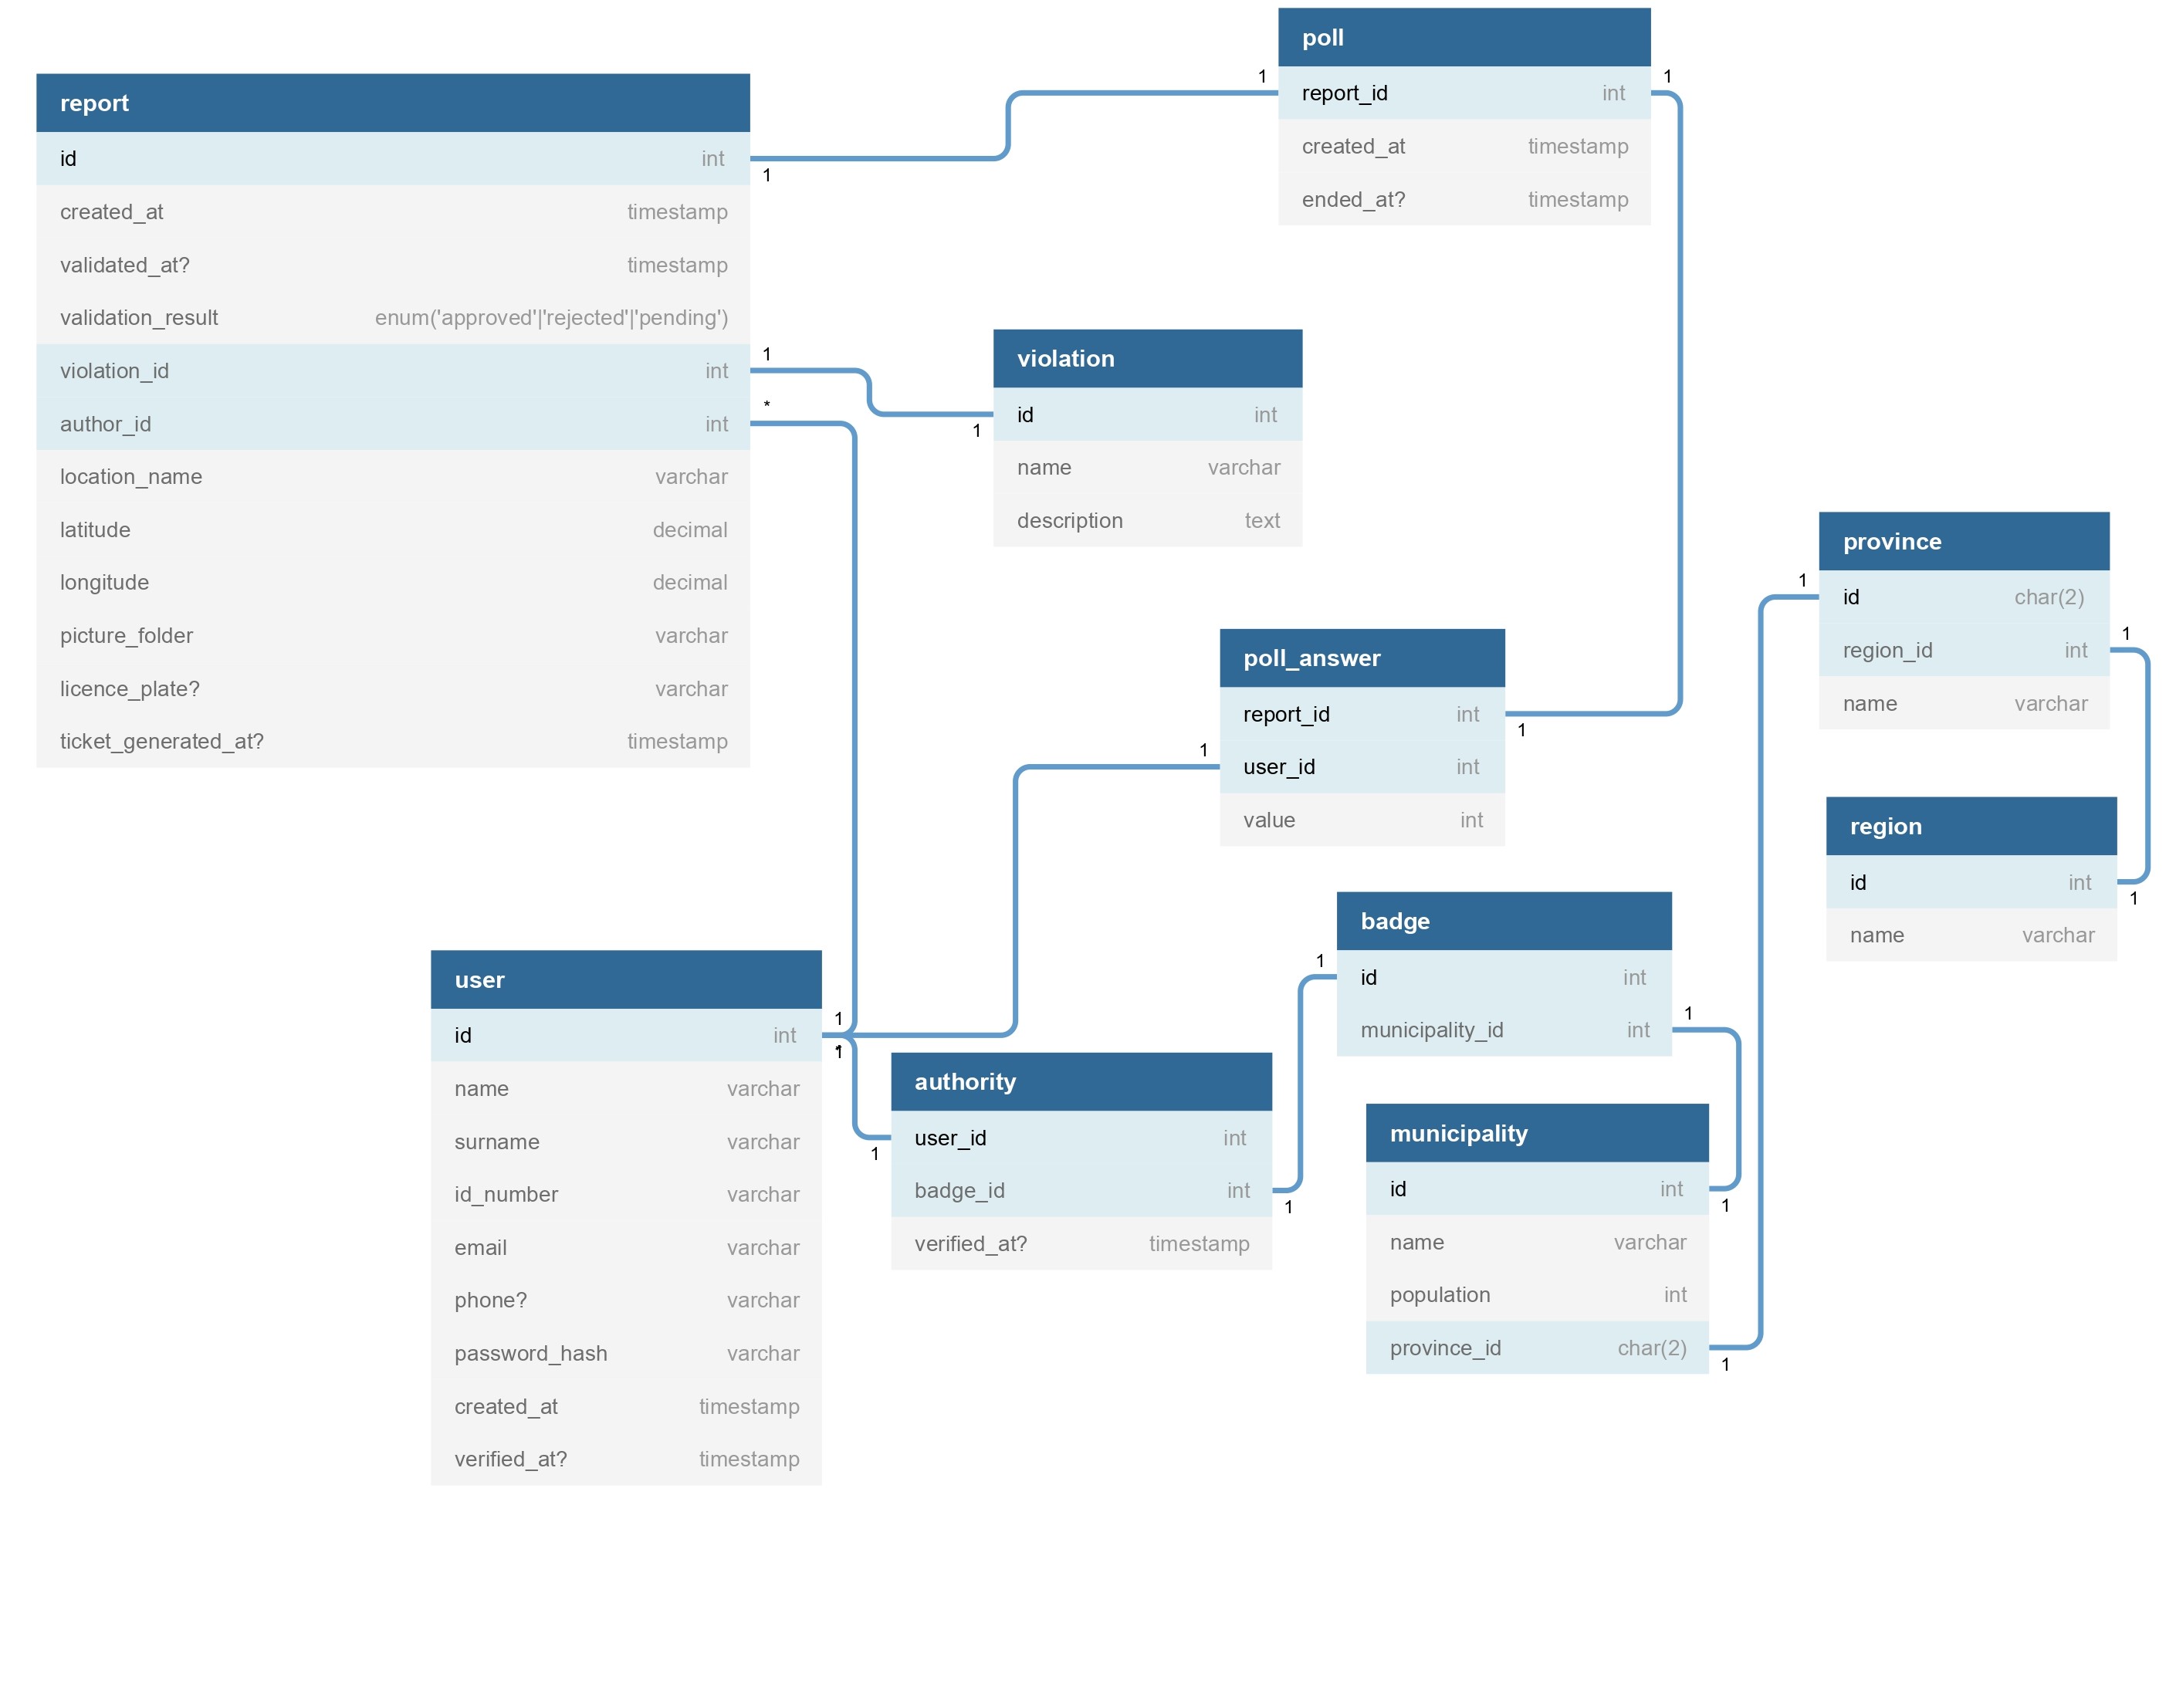 report
id int
created_at timestamp
validated_at? timestamp
validation_result enum('approved'|'rejected'|'pending')
violation_id int
author_id int
location_name varchar
latitude decimal
longitude decimal
picture_folder varchar
licence_plate? varchar
ticket_generated_at? timestamp
1
1
*
poll
report_id int
created_at timestamp
ended_at? timestamp
1
1
violation
id int
name varchar
description text
1
poll_answer
report_id int
user_id int
value int
1
1
province
id char(2)
region_id int
name varchar
1
1
region
id int
name varchar
1
user
id int
name varchar
surname varchar
id_number varchar
email varchar
phone? varchar
password_hash varchar
created_at timestamp
verified_at? timestamp
1
1
authority
user_id int
badge_id int
verified_at? timestamp
1
1
badge
id int
municipality_id int
1
1
municipality
id int
name varchar
population int
province_id char(2)
1
1